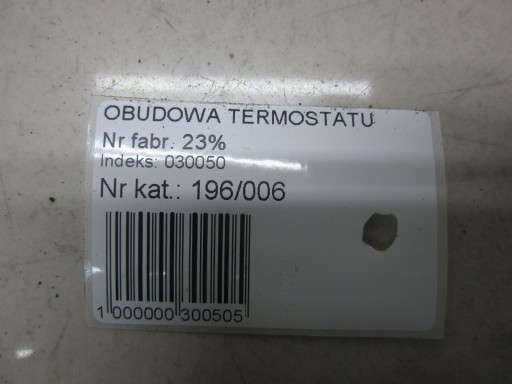 OBUDOWA TERMOSTATU
Nr fabr. 23%
Indeks: 030050
Nr kat.: 196/006
1 000000 300505